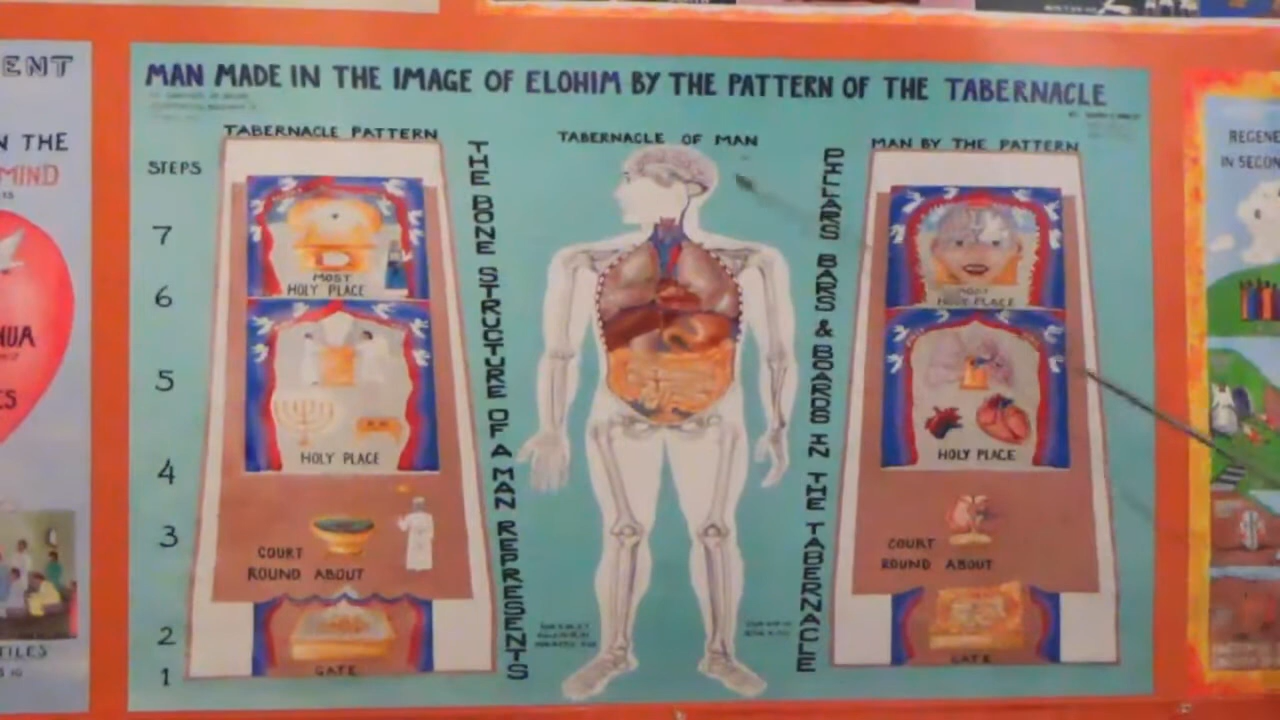 ENT
N THE
MIND
HUA
ES
TILES
MAN MADE IN THE IMAGE OF ELOHIM BY THE PATTERN OF THE TABERNACLE
TABERNACLE PATTERN
TABERNACLE OF MAN
MAN BY THE PATTERN
STEPS
7
6
5
4
3
2
1
MOST
HOLY PLACE
HOLY PLACE
COURT
ROUND ABOUT
GATE
THE BONE STRUCTURE OF A MAN REPRESENTS
PILLARS BARS & BOARDS IN THE TABERNACLE
MOST
HOLY PLACE
HOLY PLACE
COURT
ROUND ABOUT
GATE
REGENE
IN SECON